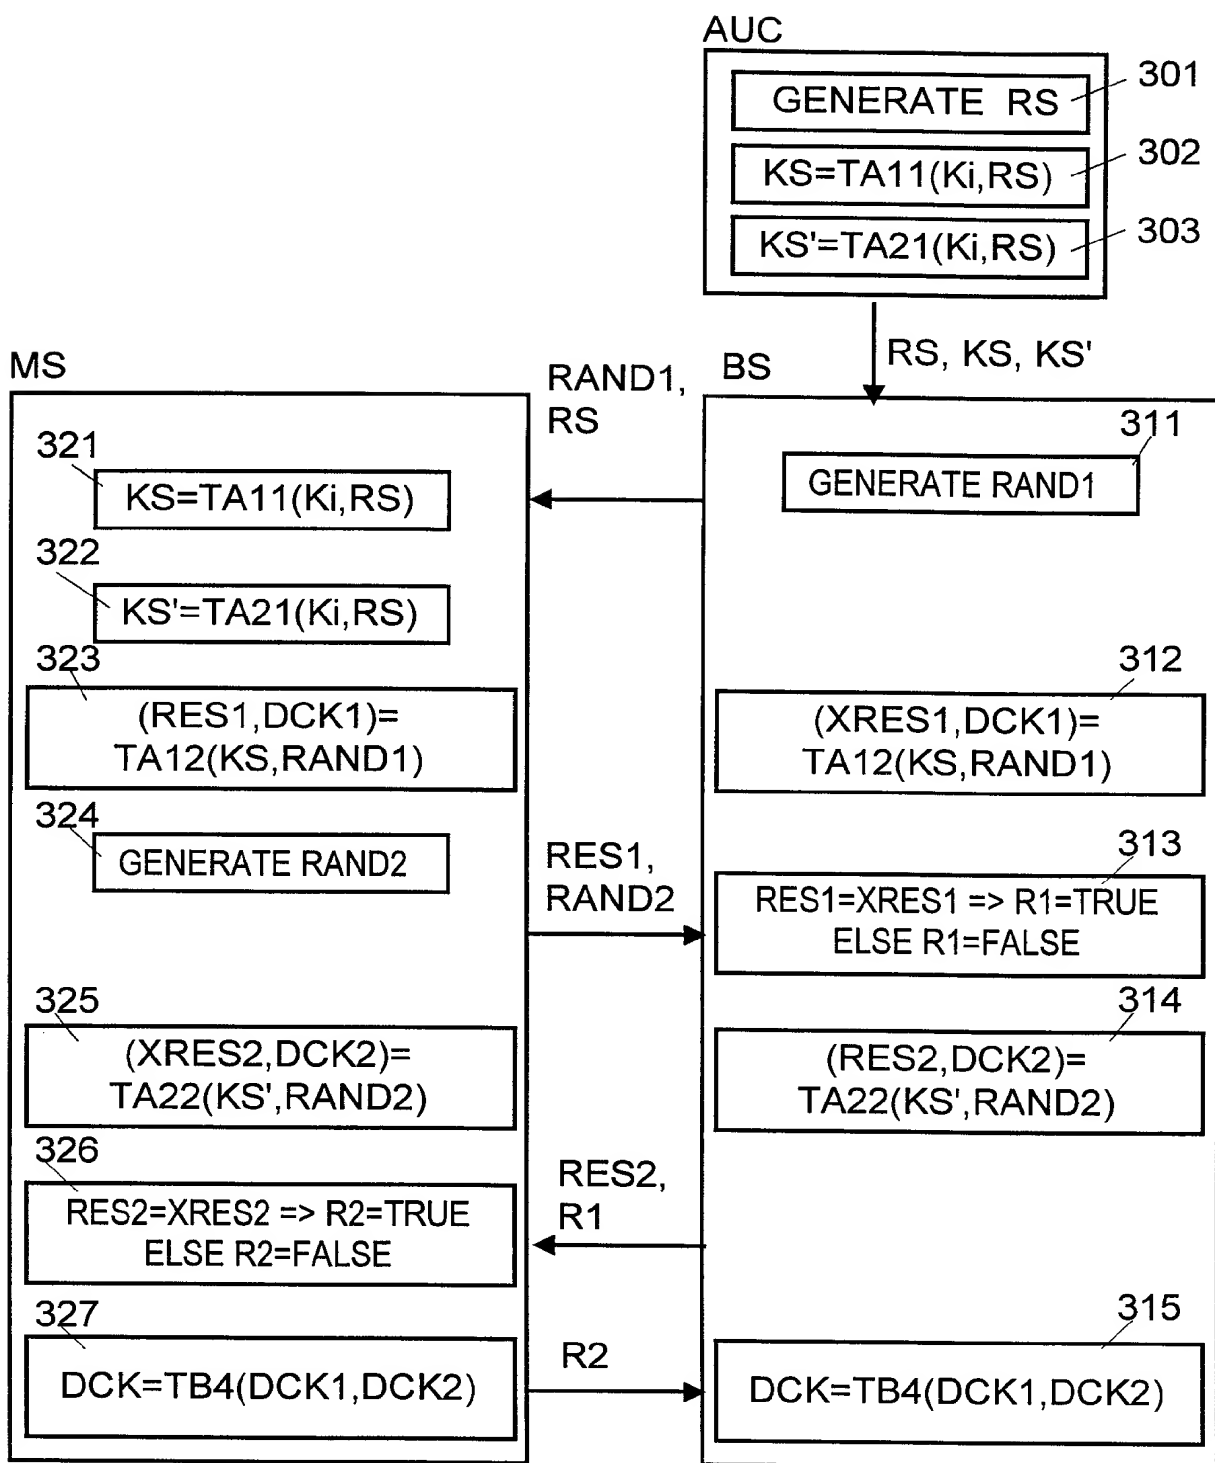 AUC
GENERATE RS
301
KS=TA11(Ki,RS)
302
KS'=TA21(Ki,RS)
303
RS, KS, KS'
MS
RAND1,
RS
BS
311
GENERATE RAND1
321
KS=TA11(Ki,RS)
322
KS'=TA21(Ki,RS)
323
(RES1,DCK1)=
TA12(KS,RAND1)
312
(XRES1,DCK1)=
TA12(KS,RAND1)
324
GENERATE RAND2
RES1,
RAND2
313
RES1=XRES1 => R1=TRUE
ELSE R1=FALSE
325
(XRES2,DCK2)=
TA22(KS',RAND2)
314
(RES2,DCK2)=
TA22(KS',RAND2)
326
RES2=XRES2 => R2=TRUE
ELSE R2=FALSE
RES2,
R1
327
DCK=TB4(DCK1,DCK2)
R2
315
DCK=TB4(DCK1,DCK2)